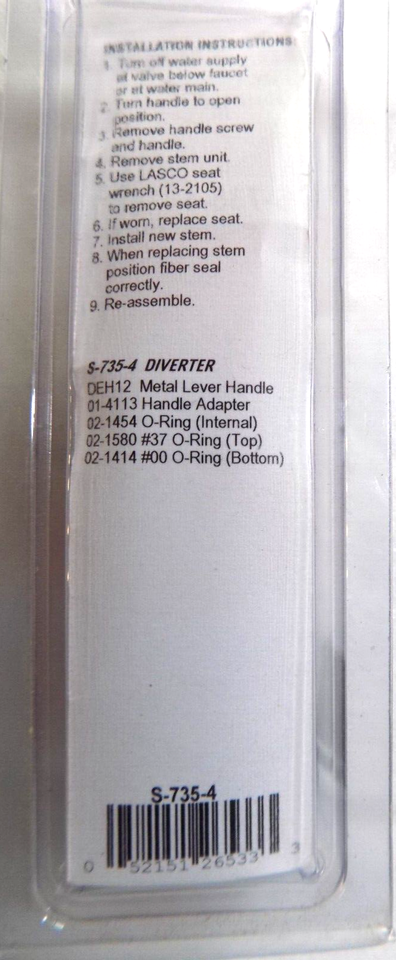 INSTALLATION INSTRUCTIONS:
1. Turn off water supply
at valve below faucet
or at water main.
2. Turn handle to open
position.
3. Remove handle screw
and handle.
4. Remove stem unit.
5. Use LASCO seat
wrench (13-2105)
to remove seat.
6. If worn, replace seat.
7. Install new stem.
8. When replacing stem
position fiber seal
correctly.
9. Re-assemble.
S-735-4 DIVERTER
DEH12 Metal Lever Handle
01-4113 Handle Adapter
02-1454 O-Ring (Internal)
02-1580 #37 O-Ring (Top)
02-1414 #00 O-Ring (Bottom)
S-735-4
0 52151 26533 3